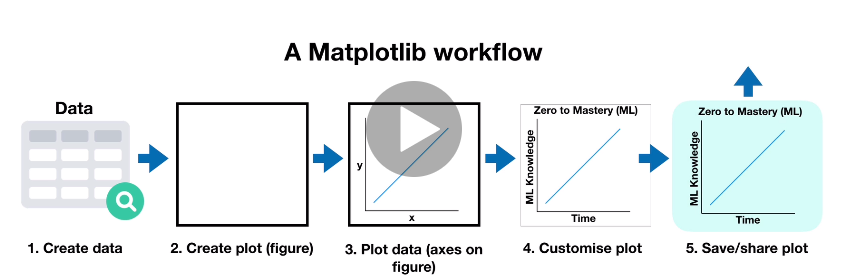 A Matplotlib workflow
Data
1. Create data
2. Create plot (figure)
y
x
3. Plot data (axes on
figure)
Zero to Mastery (ML)
ML Knowledge
Time
4. Customise plot
Zero to Mastery (ML)
ML Knowledge
Time
5. Save/share plot